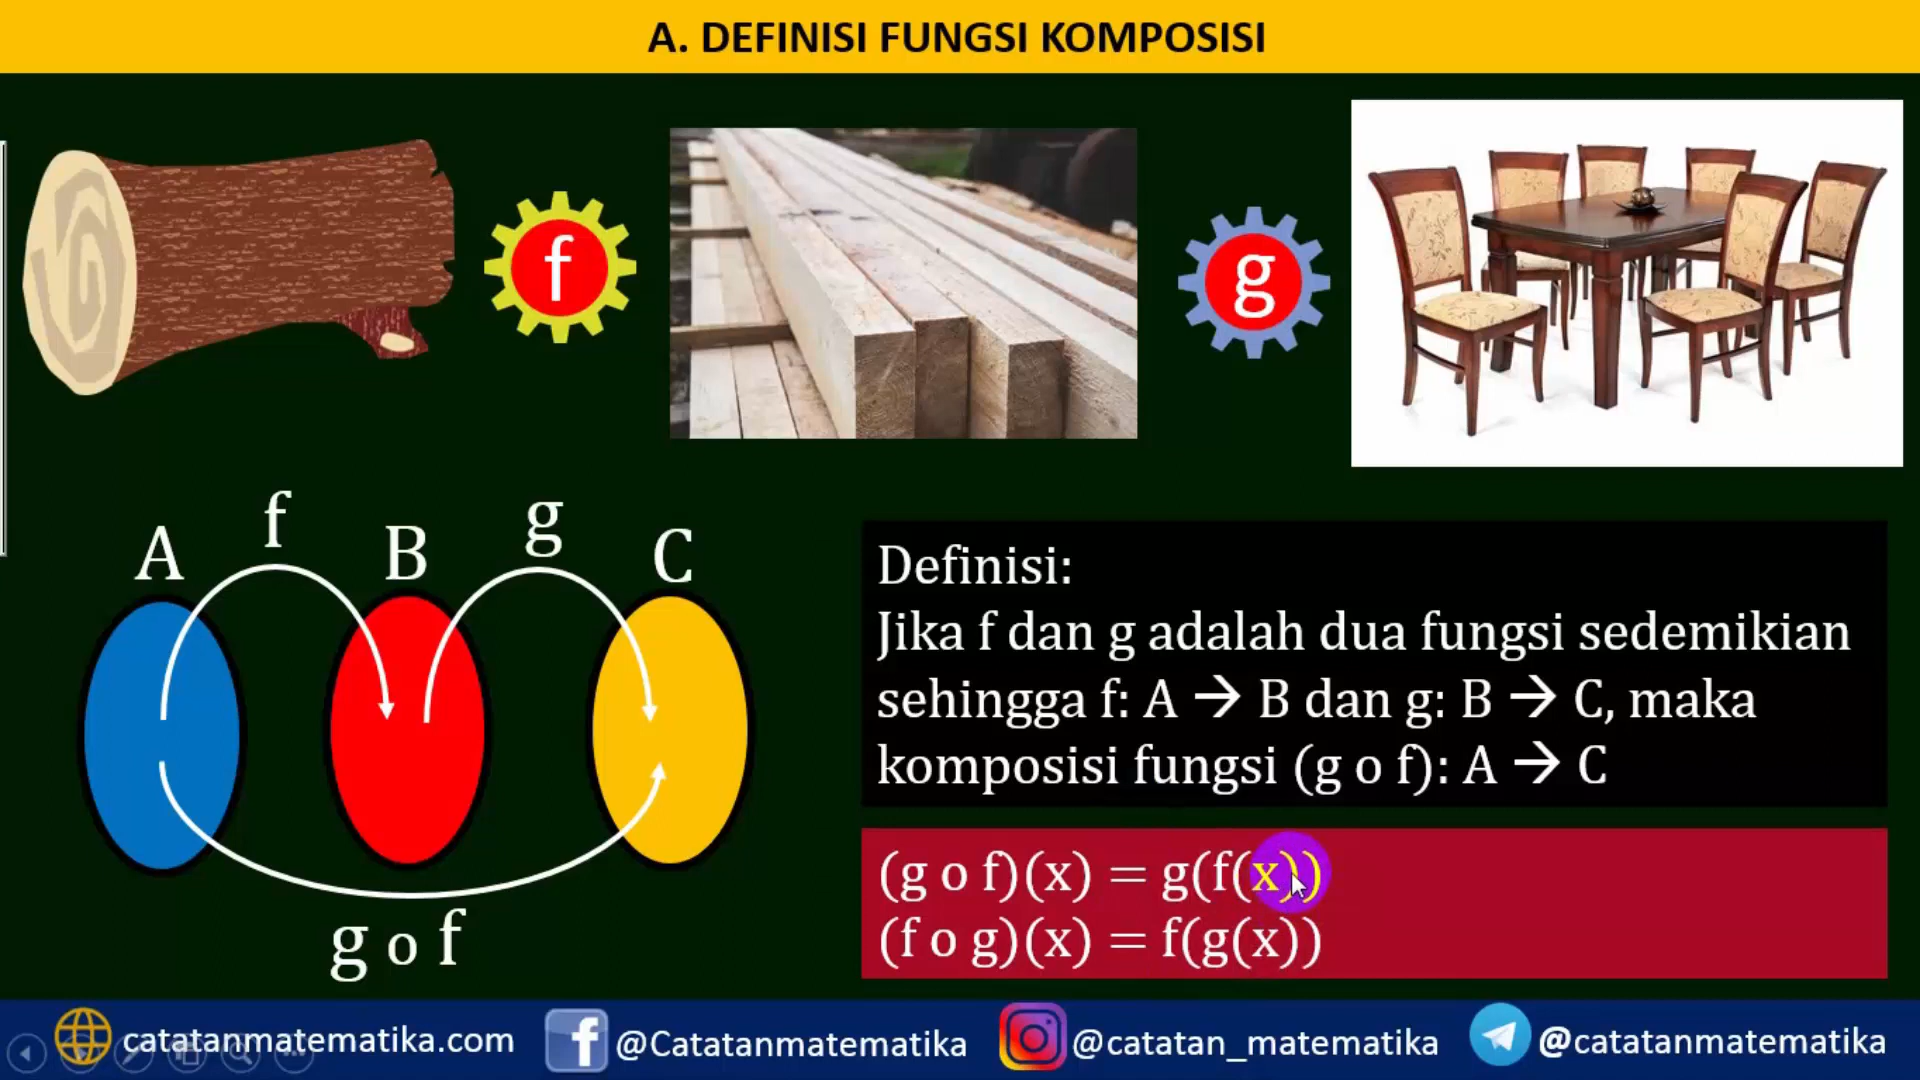 A. DEFINISI FUNGSI KOMPOSISI
f
g
f
g
A
B
C
g o f
Definisi:
Jika f dan g adalah dua fungsi sedemikian
sehingga f: A → B dan g: B → C, maka
komposisi fungsi (g o f): A → C
(g o f)(x) = g(f(x))
(f o g)(x) = f(g(x))
catatanmatematika.com
@Catatanmatematika
@catatan_matematika
@catatanmatematika